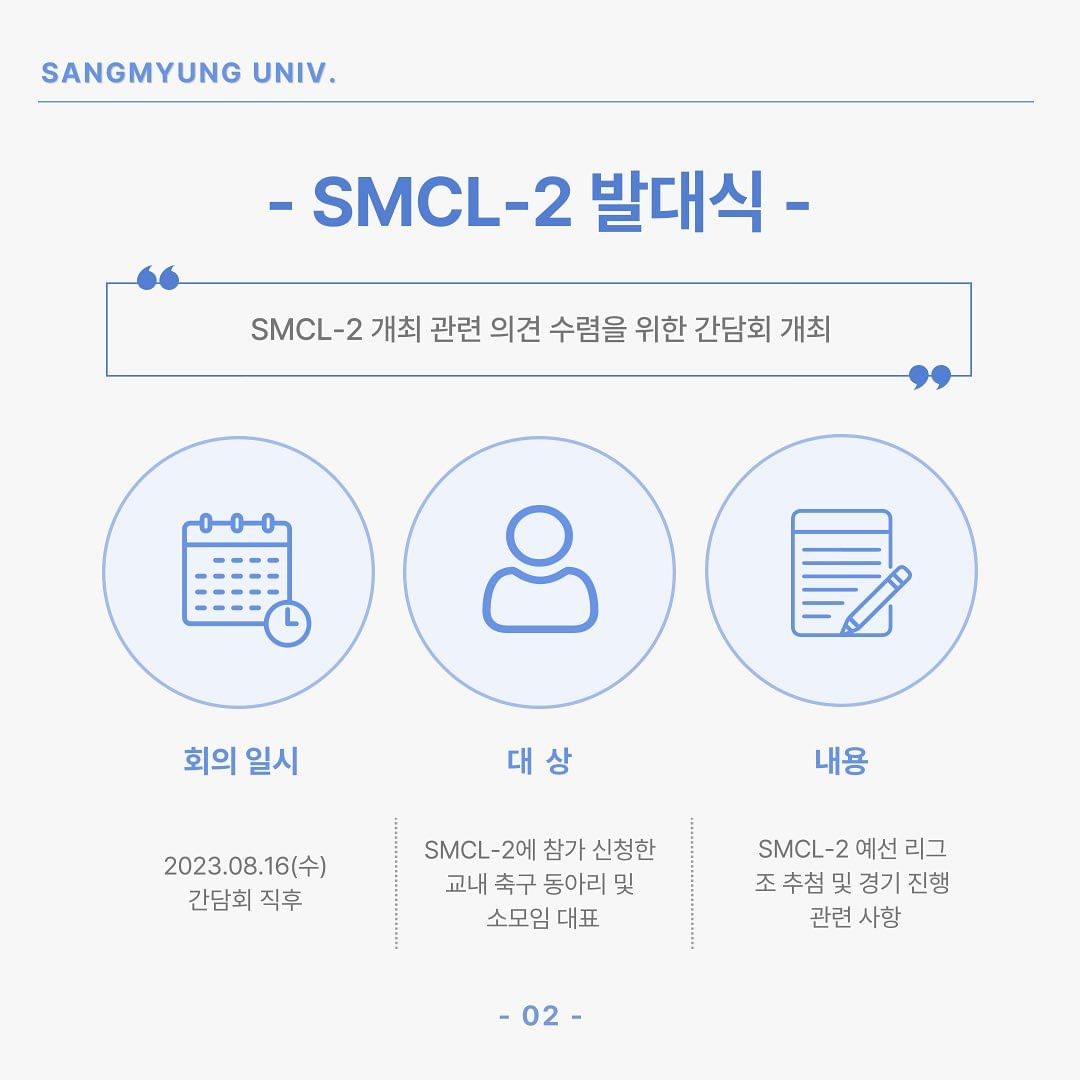 SANGMYUNG UNIV.
- SMCL-2 발대식 -
❝
SMCL-2 개최 관련 의견 수렴을 위한 간담회 개최
❞
회의 일시
2023.08.16(수)
간담회 직후
대 상
SMCL-2에 참가 신청한
교내 축구 동아리 및
소모임 대표
내용
SMCL-2 예선 리그
조 추첨 및 경기 진행
관련 사항
- 02 -